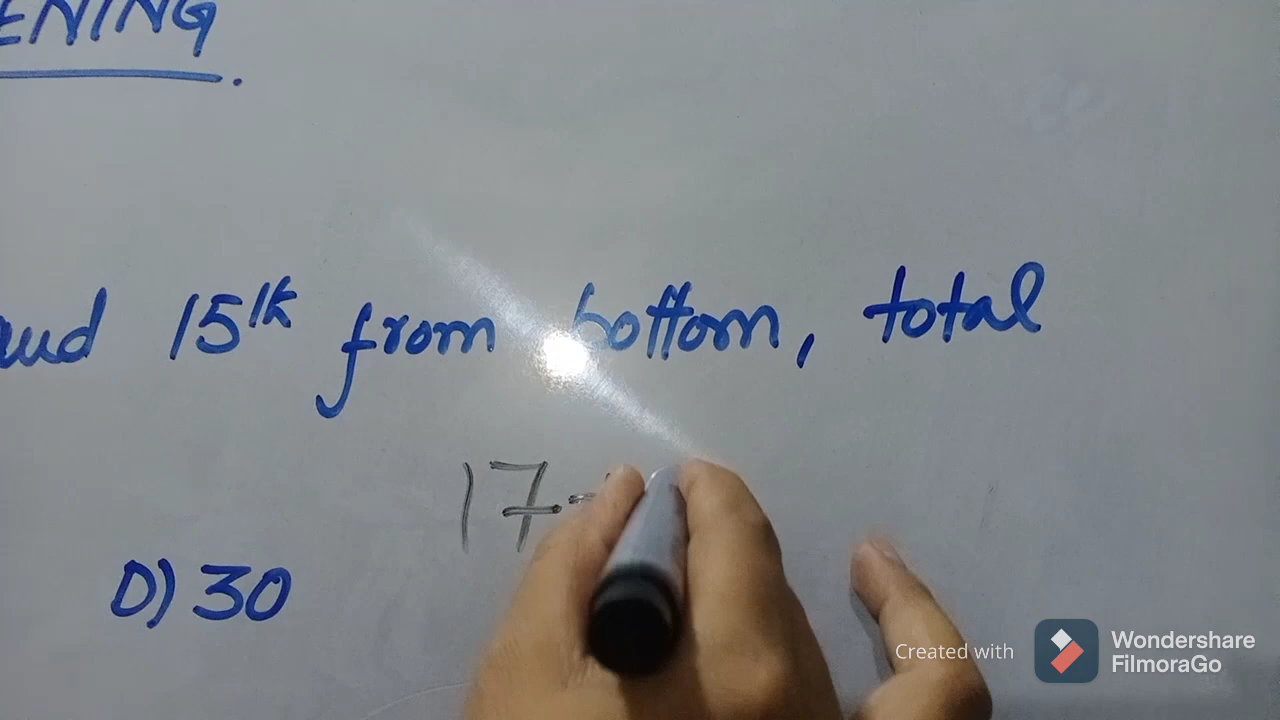 ENING.
and 15th from bottom, total
17
D) 30
Created with
Wondershare
FilmoraGo